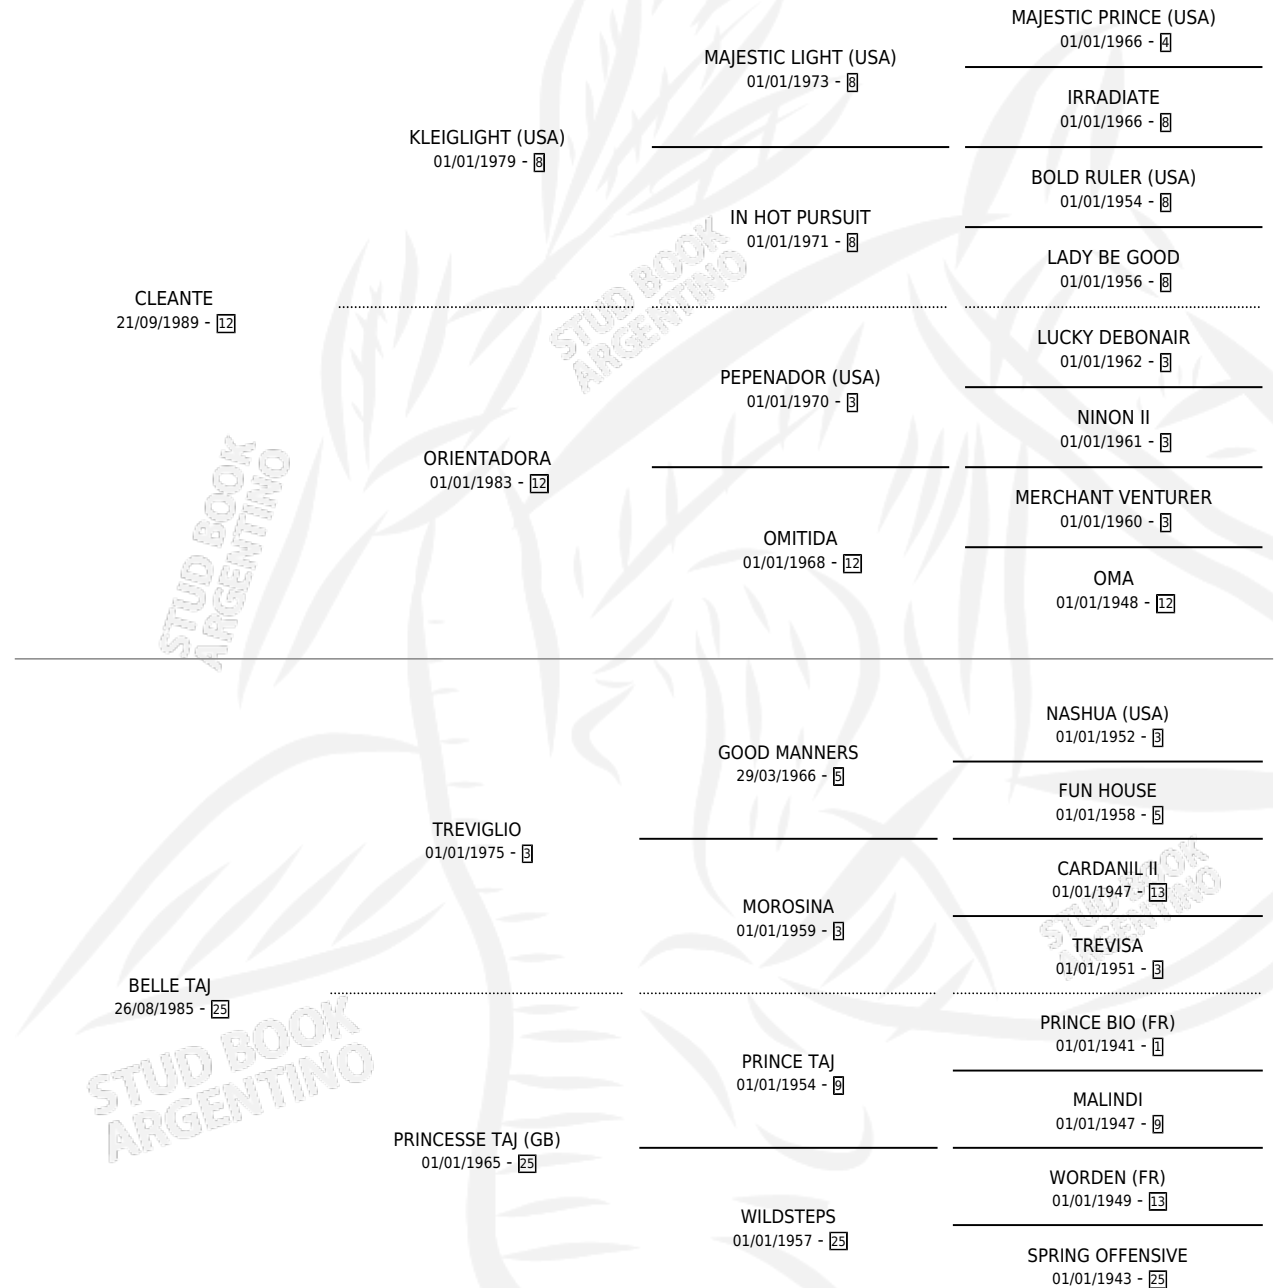 MAJESTIC PRINCE (USA)
01/01/1966 - 4
MAJESTIC LIGHT (USA)
01/01/1973 - 8
IRRADIATE
01/01/1966 - 8
KLEIGLIGHT (USA)
01/01/1979 - 8
BOLD RULER (USA)
01/01/1954 - 8
IN HOT PURSUIT
01/01/1971 - 8
LADY BE GOOD
01/01/1956 - 8
CLEANTE
21/09/1989 - 12
STUD BOOK
ARGENTINO
LUCKY DEBONAIR
01/01/1962 - 3
PEPENADOR (USA)
01/01/1970 - 3
NINON II
01/01/1961 - 3
ORIENTADORA
01/01/1983 - 12
MERCHANT VENTURER
01/01/1960 - 3
OMITIDA
01/01/1968 - 12
OMA
01/01/1948 - 12
STUD BOOK
ARGENTINO
NASHUA (USA)
01/01/1952 - 3
GOOD MANNERS
29/03/1966 - 5
FUN HOUSE
01/01/1958 - 5
TREVIGLIO
01/01/1975 - 3
CARDANIL II
01/01/1947 - 13
MOROSINA
01/01/1959 - 3
TREVISA
01/01/1951 - 3
STUD BOOK
ARGENTINO
BELLE TAJ
26/08/1985 - 25
PRINCE BIO (FR)
01/01/1941 - 1
PRINCE TAJ
01/01/1954 - 9
MALINDI
01/01/1947 - 9
STUD BOOK
ARGENTINO
PRINCESSE TAJ (GB)
01/01/1965 - 25
WORDEN (FR)
01/01/1949 - 13
WILDSTEPS
01/01/1957 - 25
SPRING OFFENSIVE
01/01/1943 - 25